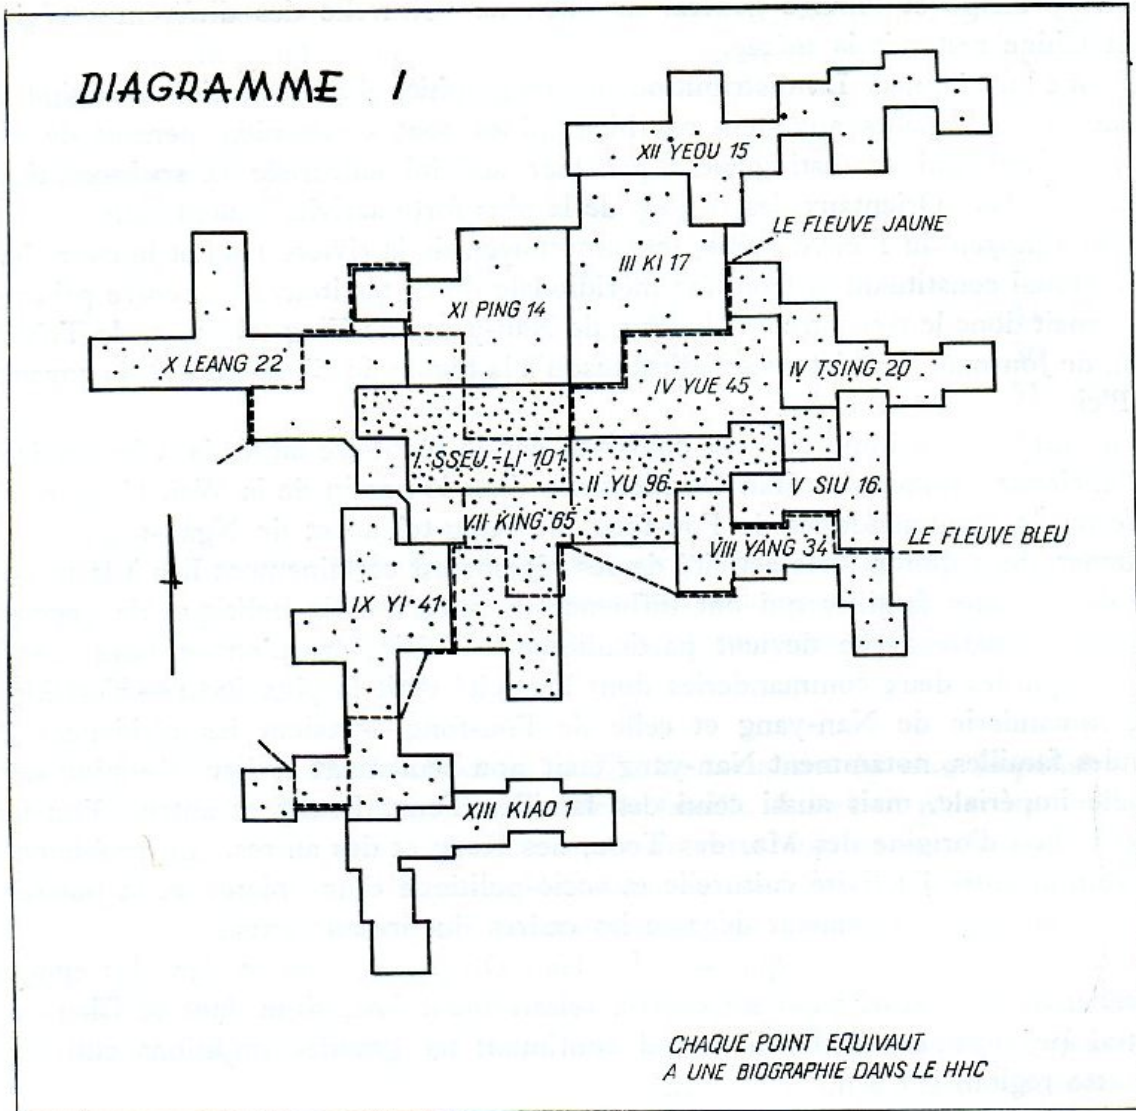 DIAGRAMME I
XII YEOU 15
LE FLEUVE JAUNE
III KI 17
XI PING 14
X LEANG 22
IV YUE 45
IV TSING 20
I. SSEU-LI 101
II YU 96
V SIU 16
VII KING 65
VIII YANG 34
LE FLEUVE BLEU
IX YI 41
XIII KIAO 1
CHAQUE POINT EQUIVAUT
A UNE BIOGRAPHIE DANS LE HHC